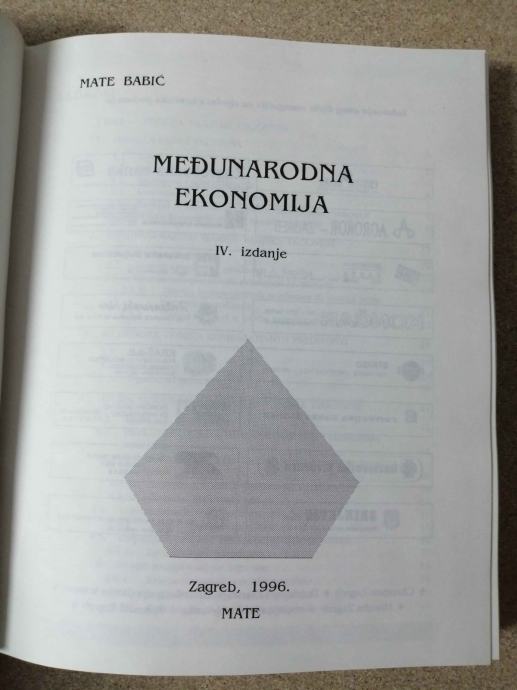 MATE BABIĆ
MEĐUNARODNA
EKONOMIJA
IV. izdanje
Zagreb, 1996.
MATE